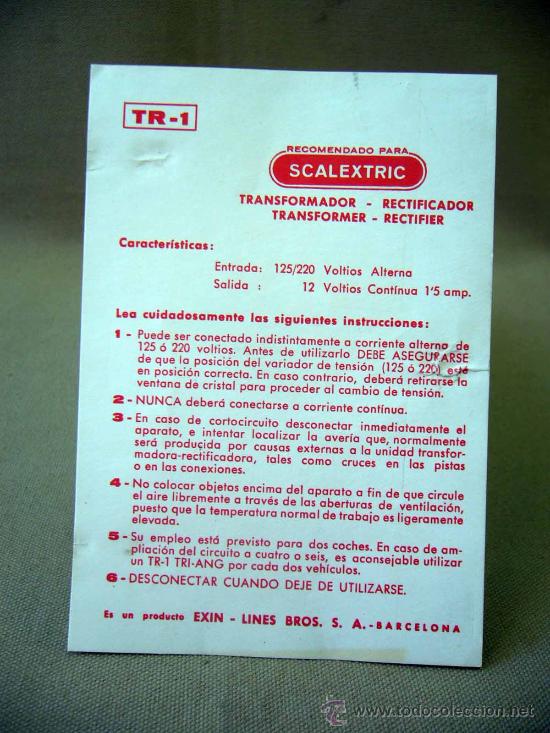 TR-1
RECOMENDADO PARA
SCALEXTRIC
TRANSFORMADOR - RECTIFICADOR
TRANSFORMER - RECTIFIER
Características:
Entrada: 125/220 Voltios Alterna
Salida : 12 Voltios Contínua 1'5 amp.
Lea cuidadosamente las siguientes instrucciones:
1 - Puede ser conectado indistintamente a corriente alterna de
125 ó 220 voltios. Antes de utilizarlo DEBE ASEGURARSE
de que la posición del variador de tensión (125 ó 220) esté
en posición correcta. En caso contrario, deberá retirarse la
ventana de cristal para proceder al cambio de tensión.
2 - NUNCA deberá conectarse a corriente contínua.
3 - En caso de cortocircuito desconectar inmediatamente el
aparato, e intentar localizar la avería que, normalmente
será producida por causas externas a la unidad transfor-
madora-rectificadora, tales como cruces en las pistas
o en las conexiones.
4 - No colocar objetos encima del aparato a fin de que circule
el aire libremente a través de las aberturas de ventilación,
puesto que la temperatura normal de trabajo es ligeramente
elevada.
5 - Su empleo está previsto para dos coches. En caso de am-
pliación del circuito a cuatro o seis, es aconsejable utilizar
un TR-1 TRI-ANG por cada dos vehículos.
6 - DESCONECTAR CUANDO DEJE DE UTILIZARSE.
Es un producto EXIN - LINES BROS. S. A. - BARCELONA
www.todocoleccion.net